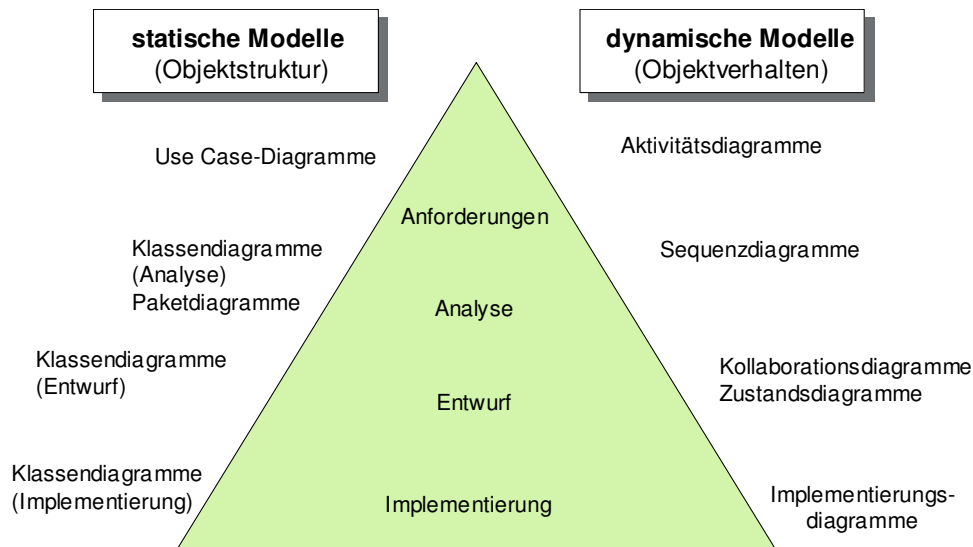 statische Modelle
(Objektstruktur)
dynamische Modelle
(Objektverhalten)
Use Case-Diagramme
Aktivitätsdiagramme
Anforderungen
Klassendiagramme
(Analyse)
Paketdiagramme
Sequenzdiagramme
Analyse
Klassendiagramme
(Entwurf)
Entwurf
Kollaborationsdiagramme
Zustandsdiagramme
Klassendiagramme
(Implementierung)
Implementierung
Implementierungs-
diagramme